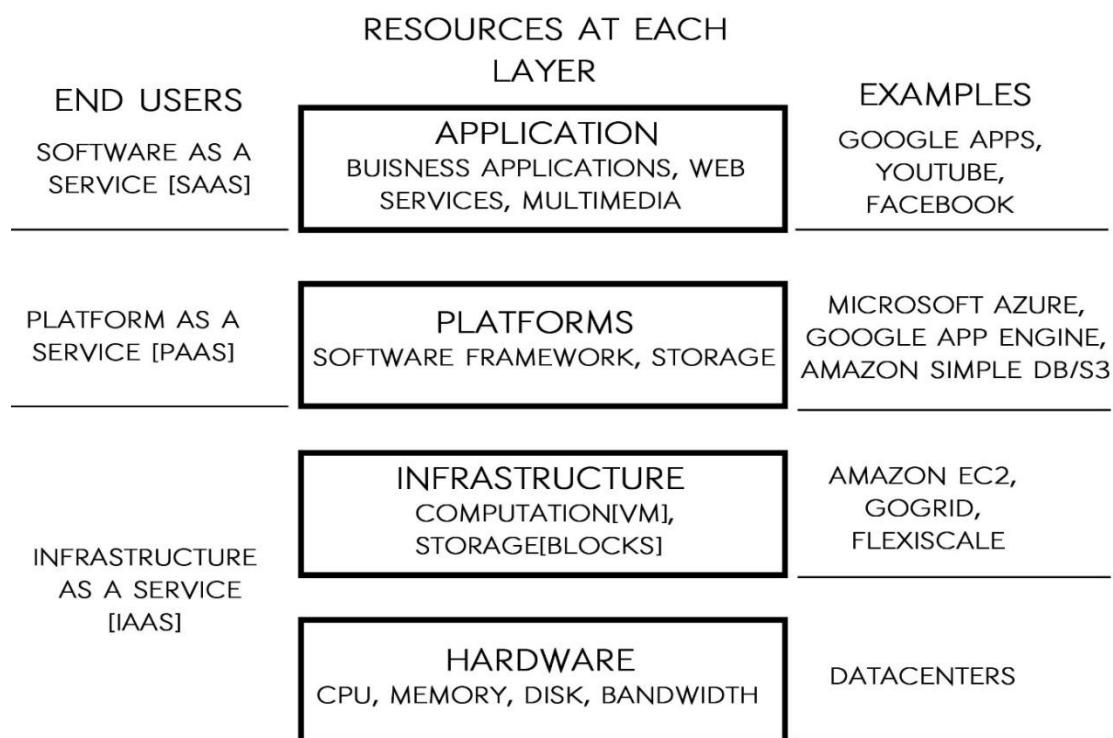 RESOURCES AT EACH
LAYER
END USERS
EXAMPLES
SOFTWARE AS A
SERVICE [SAAS]
APPLICATION
BUISNESS APPLICATIONS, WEB
SERVICES, MULTIMEDIA
GOOGLE APPS,
YOUTUBE,
FACEBOOK
PLATFORM AS A
SERVICE [PAAS]
PLATFORMS
SOFTWARE FRAMEWORK, STORAGE
MICROSOFT AZURE,
GOOGLE APP ENGINE,
AMAZON SIMPLE DB/S3
INFRASTRUCTURE
AS A SERVICE
[IAAS]
INFRASTRUCTURE
COMPUTATION[VM],
STORAGE[BLOCKS]
AMAZON EC2,
GOGRID,
FLEXISCALE
HARDWARE
CPU, MEMORY, DISK, BANDWIDTH
DATACENTERS